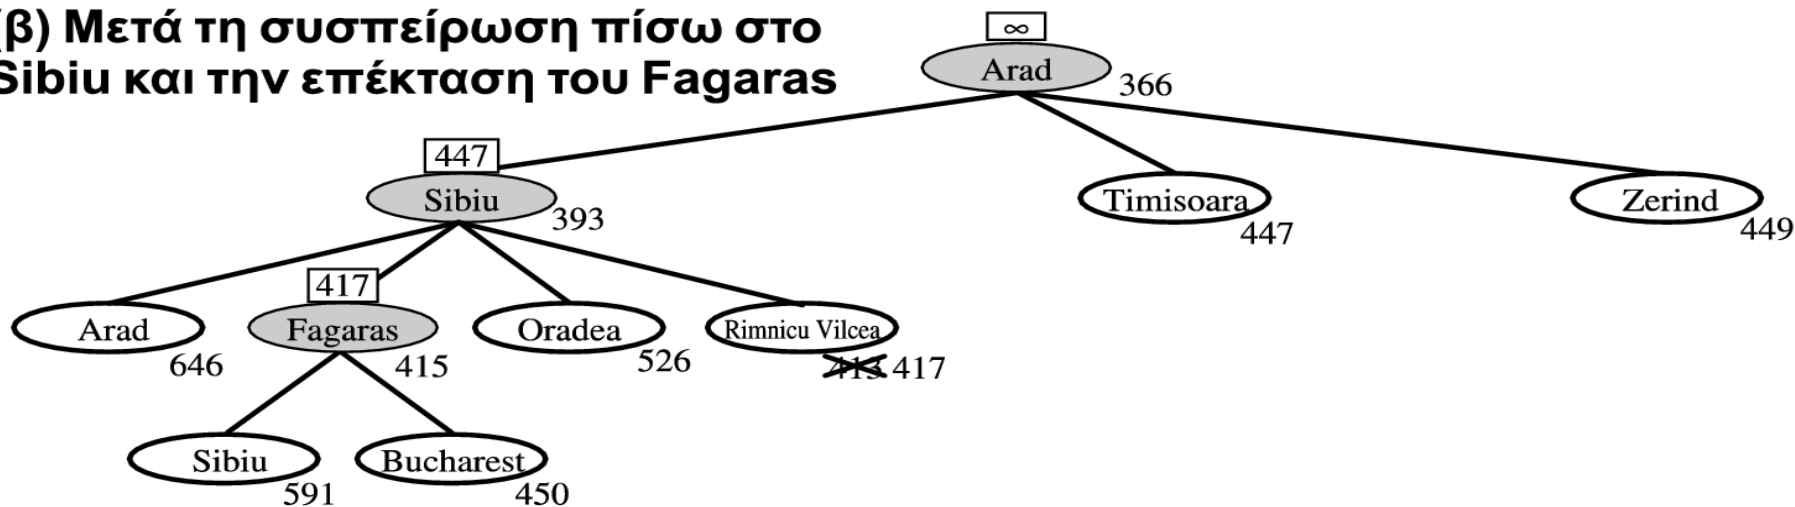 (β) Μετά τη συσπείρωση πίσω στο
Sibiu και την επέκταση του Fagaras
∞
Arad
366
447
Sibiu
393
Timisoara
447
Zerind
449
417
Arad
646
Fagaras
415
Oradea
526
Rimnicu Vilcea
413 417
Sibiu
591
Bucharest
450